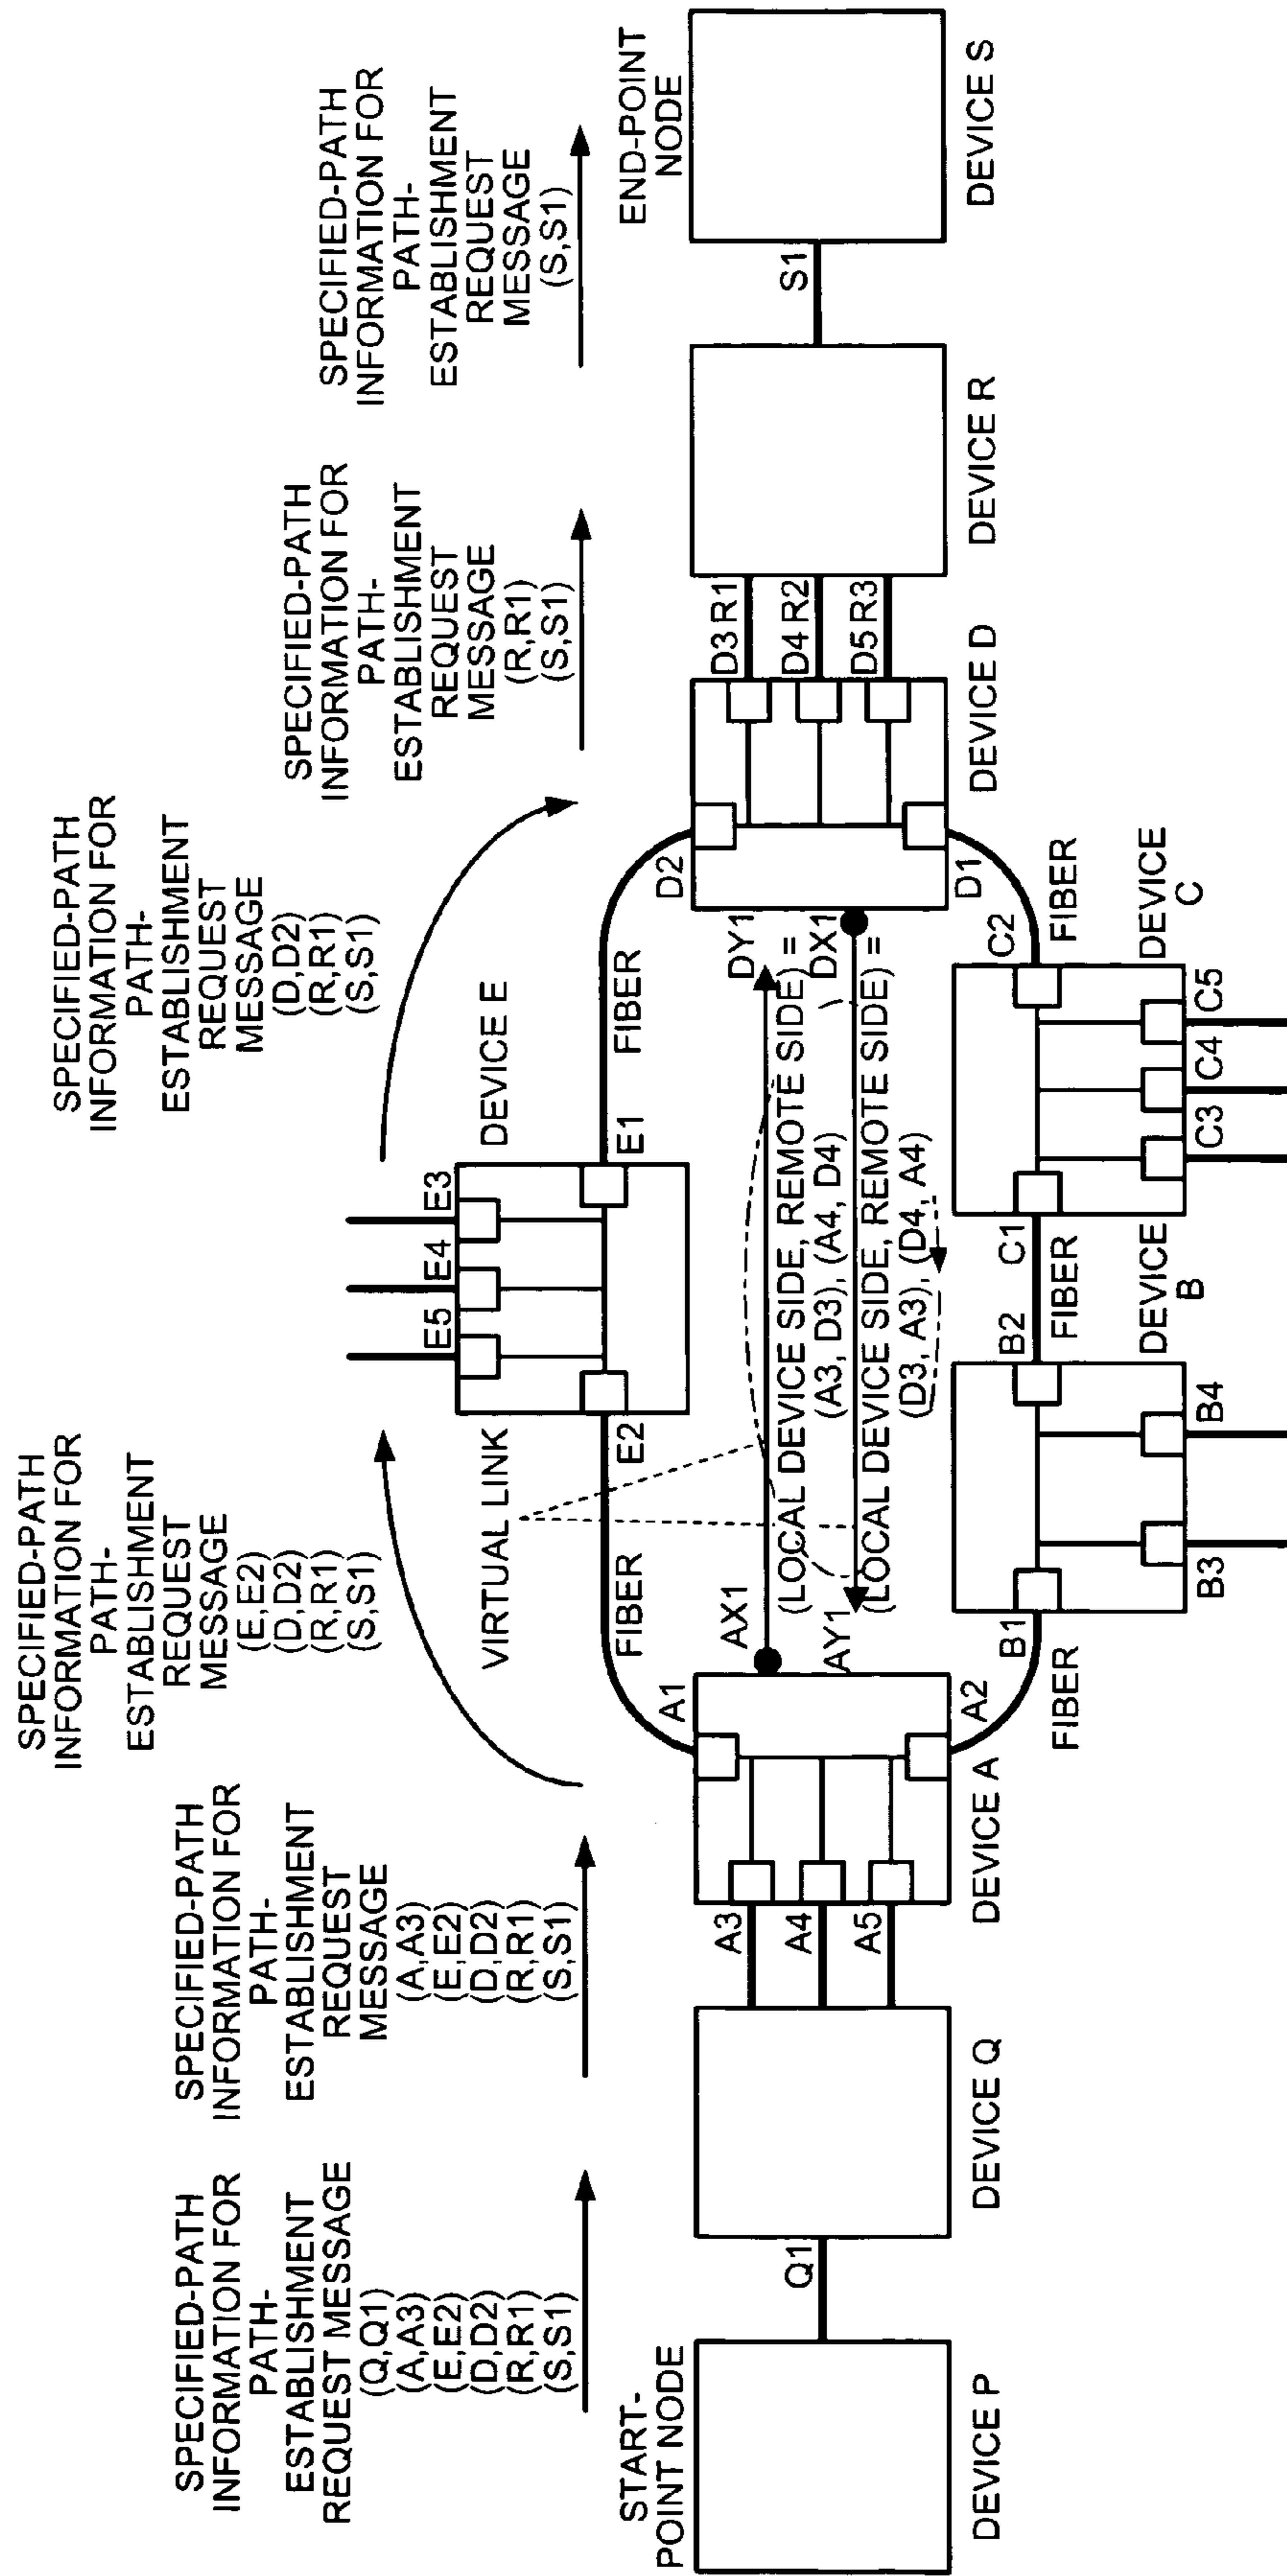 SPECIFIED-PATH
INFORMATION FOR
PATH-
ESTABLISHMENT
REQUEST MESSAGE
(Q,Q1)
(A,A3)
(E,E2)
(D,D2)
(R,R1)
(S,S1)
SPECIFIED-PATH
INFORMATION FOR
PATH-
ESTABLISHMENT
REQUEST
MESSAGE
(A,A3)
(E,E2)
(D,D2)
(R,R1)
(S,S1)
SPECIFIED-PATH
INFORMATION FOR
PATH-
ESTABLISHMENT
REQUEST
MESSAGE
(E,E2)
(D,D2)
(R,R1)
(S,S1)
SPECIFIED-PATH
INFORMATION FOR
PATH-
ESTABLISHMENT
REQUEST
MESSAGE
(D,D2)
(R,R1)
(S,S1)
SPECIFIED-PATH
INFORMATION FOR
PATH-
ESTABLISHMENT
REQUEST
MESSAGE
(R,R1)
(S,S1)
SPECIFIED-PATH
INFORMATION FOR
PATH-
ESTABLISHMENT
REQUEST
MESSAGE
(S,S1)
START-
POINT NODE
DEVICE P
Q1
DEVICE Q
A3
A4
A5
A1
A2
DEVICE A
FIBER
E2
E5
E4
E3
E1
DEVICE E
FIBER
VIRTUAL LINK
AX1
DY1
(LOCAL DEVICE SIDE, REMOTE SIDE) =
(A3, D3), (A4, D4)
AY1
DX1
(LOCAL DEVICE SIDE, REMOTE SIDE) =
(D3, A3), (D4, A4)
FIBER
B1
B2
B3
B4
DEVICE
B
FIBER
C1
C2
C3
C4
C5
DEVICE
C
FIBER
D2
D1
D3 R1
D4 R2
D5 R3
DEVICE D
DEVICE R
S1
END-POINT
NODE
DEVICE S